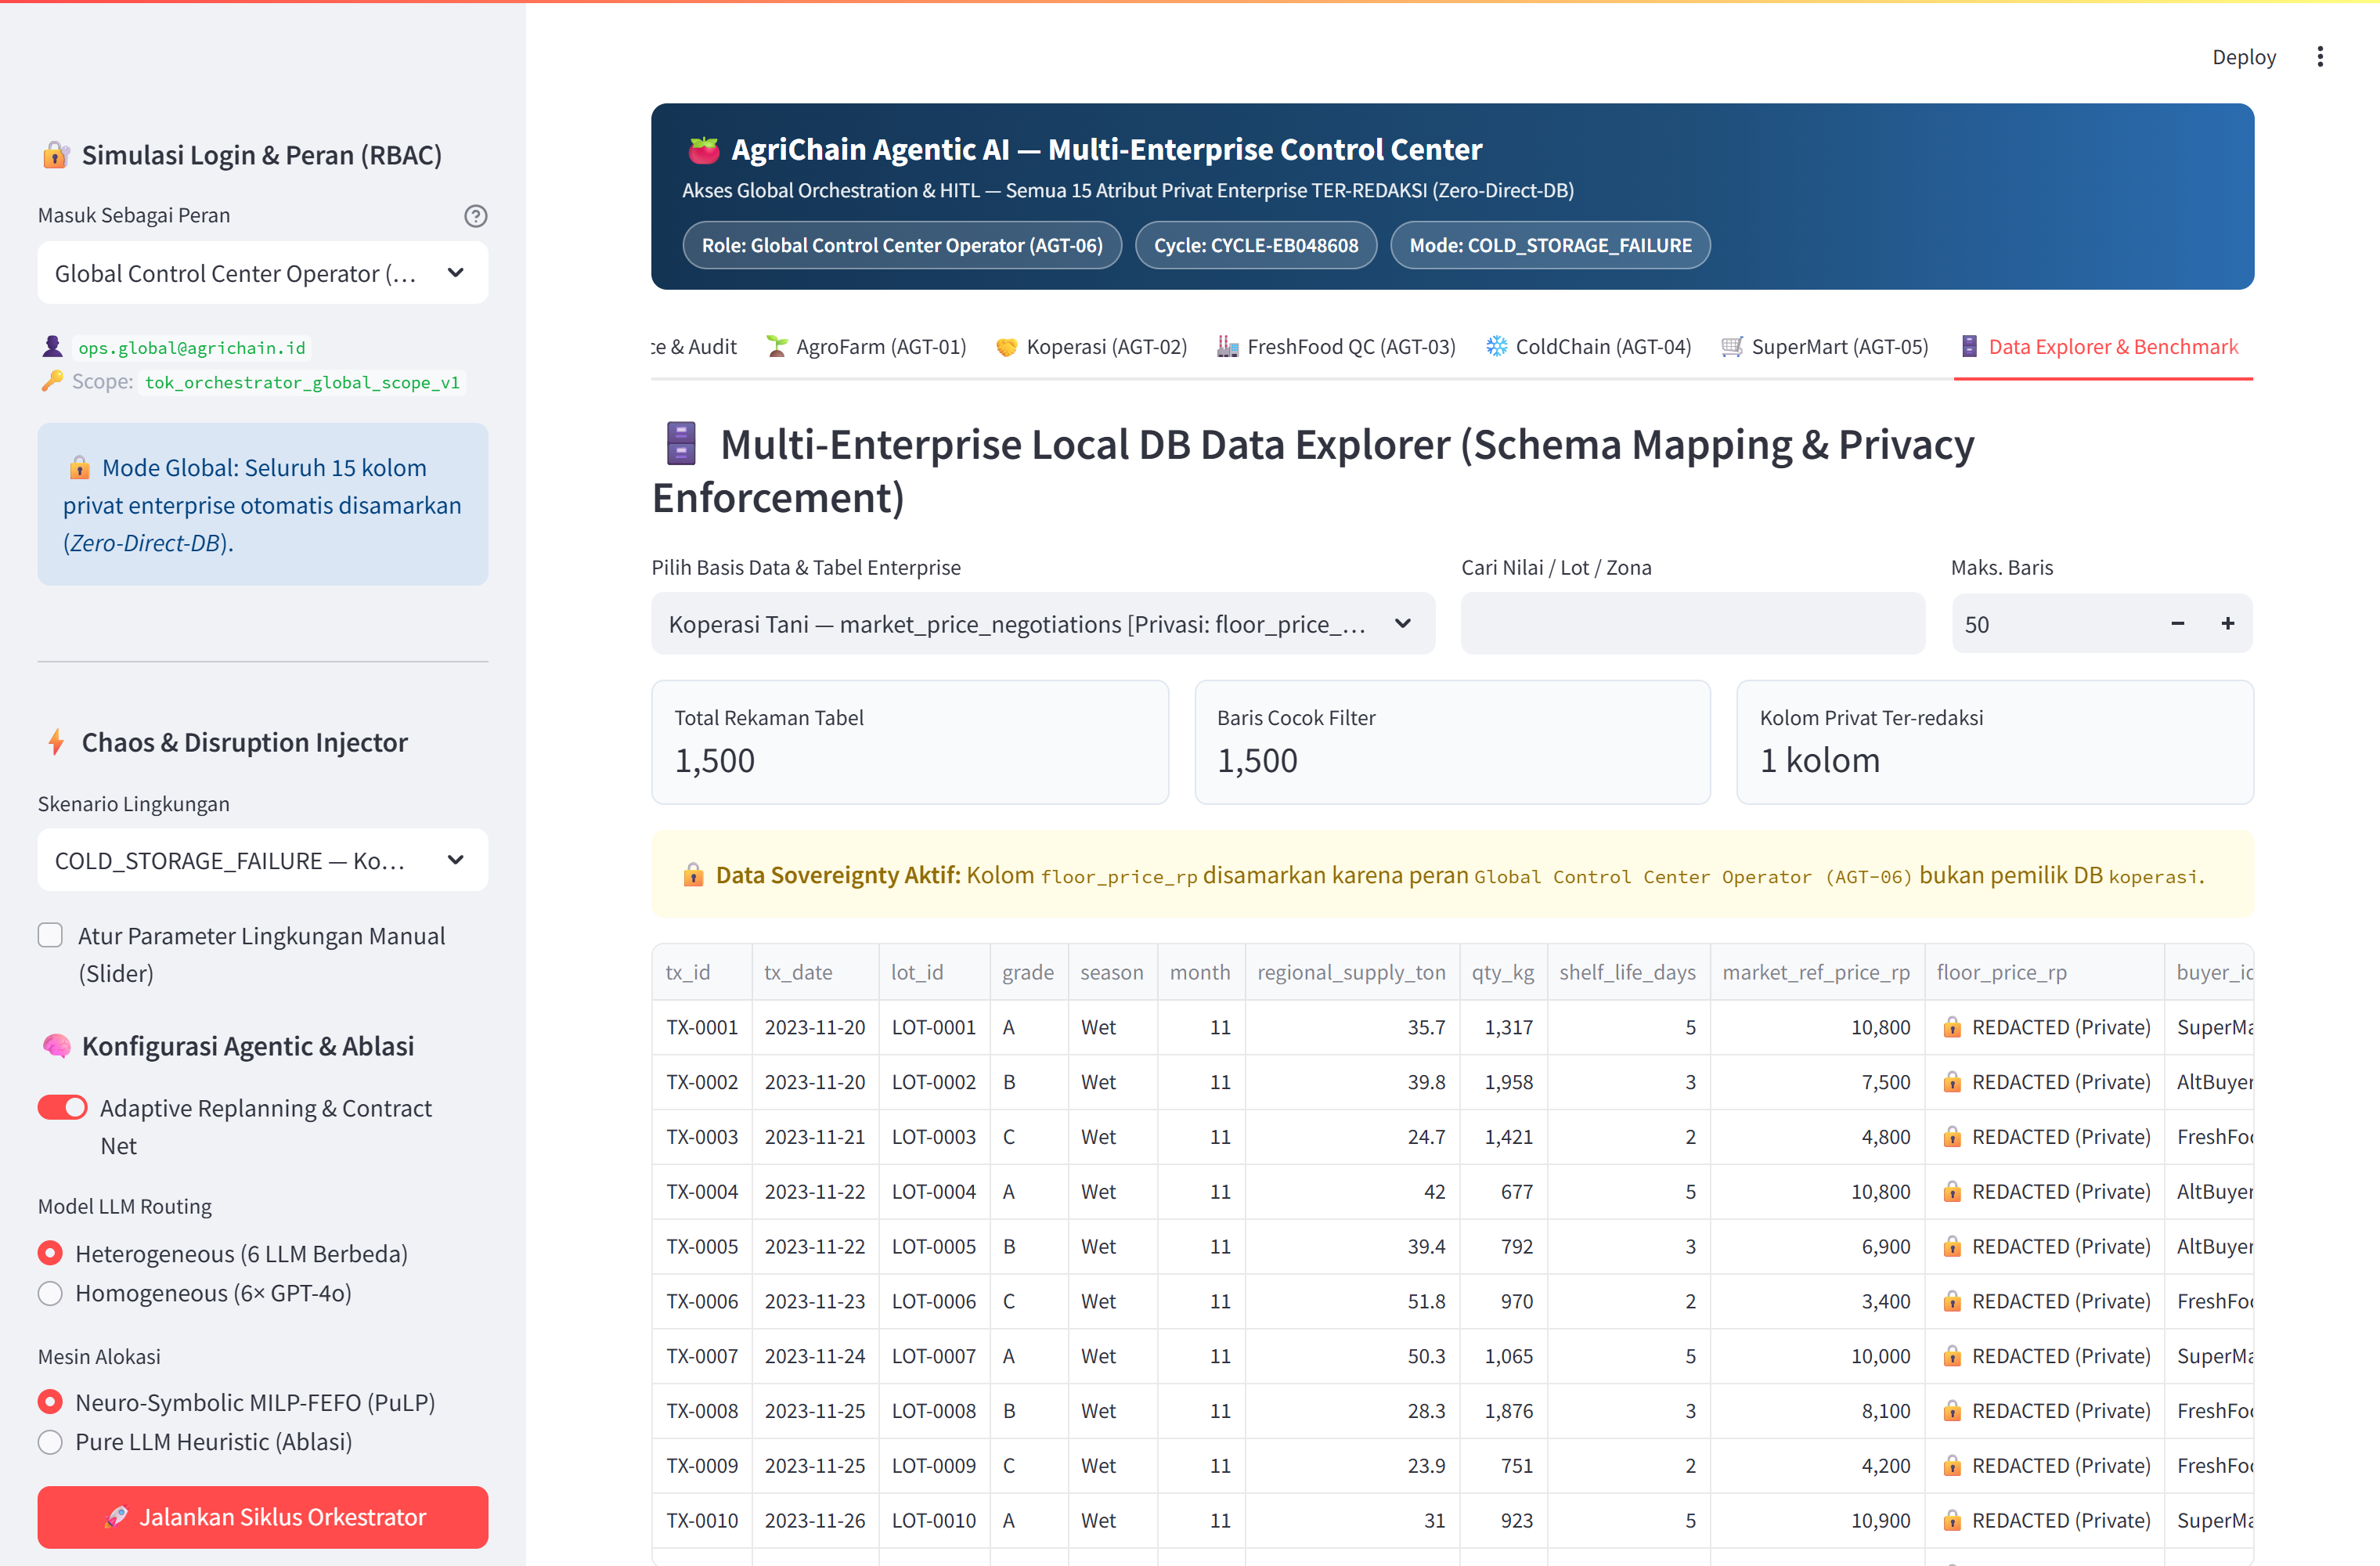 Deploy
Simulasi Login & Peran (RBAC)
Masuk Sebagai Peran
Global Control Center Operator (…
ops.global@agrichain.id
Scope: tok_orchestrator_global_scope_v1
Mode Global: Seluruh 15 kolom
privat enterprise otomatis disamarkan
(Zero-Direct-DB).
Chaos & Disruption Injector
Skenario Lingkungan
COLD_STORAGE_FAILURE — Ko…
Atur Parameter Lingkungan Manual
(Slider)
Konfigurasi Agentic & Ablasi
Adaptive Replanning & Contract
Net
Model LLM Routing
Heterogeneous (6 LLM Berbeda)
Homogeneous (6× GPT-4o)
Mesin Alokasi
Neuro-Symbolic MILP-FEFO (PuLP)
Pure LLM Heuristic (Ablasi)
Jalankan Siklus Orkestrator
AgriChain Agentic AI — Multi-Enterprise Control Center
Akses Global Orchestration & HITL — Semua 15 Atribut Privat Enterprise TER-REDAKSI (Zero-Direct-DB)
Role: Global Control Center Operator (AGT-06) Cycle: CYCLE-EB048608 Mode: COLD_STORAGE_FAILURE
ce & Audit AgroFarm (AGT-01) Koperasi (AGT-02) FreshFood QC (AGT-03) ColdChain (AGT-04) SuperMart (AGT-05) Data Explorer & Benchmark
Multi-Enterprise Local DB Data Explorer (Schema Mapping & Privacy
Enforcement)
Pilih Basis Data & Tabel Enterprise Cari Nilai / Lot / Zona Maks. Baris
Koperasi Tani — market_price_negotiations [Privasi: floor_price_… 50 − +
Total Rekaman Tabel Baris Cocok Filter Kolom Privat Ter-redaksi
1,500 1,500 1 kolom
Data Sovereignty Aktif: Kolom floor_price_rp disamarkan karena peran Global Control Center Operator (AGT-06) bukan pemilik DB koperasi.
tx_id tx_date lot_id grade season month regional_supply_ton qty_kg shelf_life_days market_ref_price_rp floor_price_rp buyer_id
TX-0001 2023-11-20 LOT-0001 A Wet 11 35.7 1,317 5 10,800 REDACTED (Private) SuperMa
TX-0002 2023-11-20 LOT-0002 B Wet 11 39.8 1,958 3 7,500 REDACTED (Private) AltBuyer
TX-0003 2023-11-21 LOT-0003 C Wet 11 24.7 1,421 2 4,800 REDACTED (Private) FreshFoo
TX-0004 2023-11-22 LOT-0004 A Wet 11 42 677 5 10,800 REDACTED (Private) AltBuyer
TX-0005 2023-11-22 LOT-0005 B Wet 11 39.4 792 3 6,900 REDACTED (Private) AltBuyer
TX-0006 2023-11-23 LOT-0006 C Wet 11 51.8 970 2 3,400 REDACTED (Private) FreshFoo
TX-0007 2023-11-24 LOT-0007 A Wet 11 50.3 1,065 5 10,000 REDACTED (Private) SuperMa
TX-0008 2023-11-25 LOT-0008 B Wet 11 28.3 1,876 3 8,100 REDACTED (Private) FreshFoo
TX-0009 2023-11-25 LOT-0009 C Wet 11 23.9 751 2 4,200 REDACTED (Private) FreshFoo
TX-0010 2023-11-26 LOT-0010 A Wet 11 31 923 5 10,900 REDACTED (Private) SuperMa